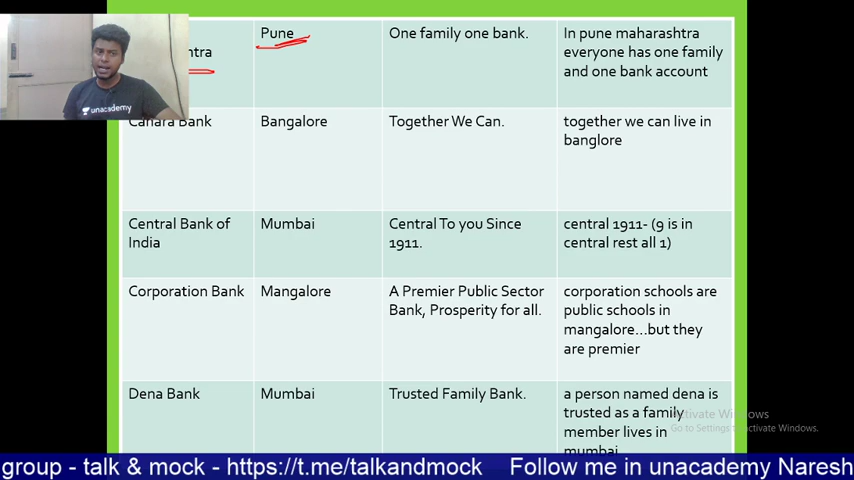 Pune
One family one bank.
In pune maharashtra
everyone has one family
and one bank account
unacademy
Canara Bank
Bangalore
Together We Can.
together we can live in
banglore
Central Bank of
India
Mumbai
Central To you Since
1911.
central 1911- (9 is in
central rest all 1)
Corporation Bank
Mangalore
A Premier Public Sector
Bank, Prosperity for all.
corporation schools are
public schools in
mangalore...but they
are premier
Dena Bank
Mumbai
Trusted Family Bank.
a person named dena is
trusted as a family
member lives in
mumbai
Activate Windows
Go to Settings to activate Windows.
group - talk & mock - https://t.me/talkandmock Follow me in unacademy Naresh